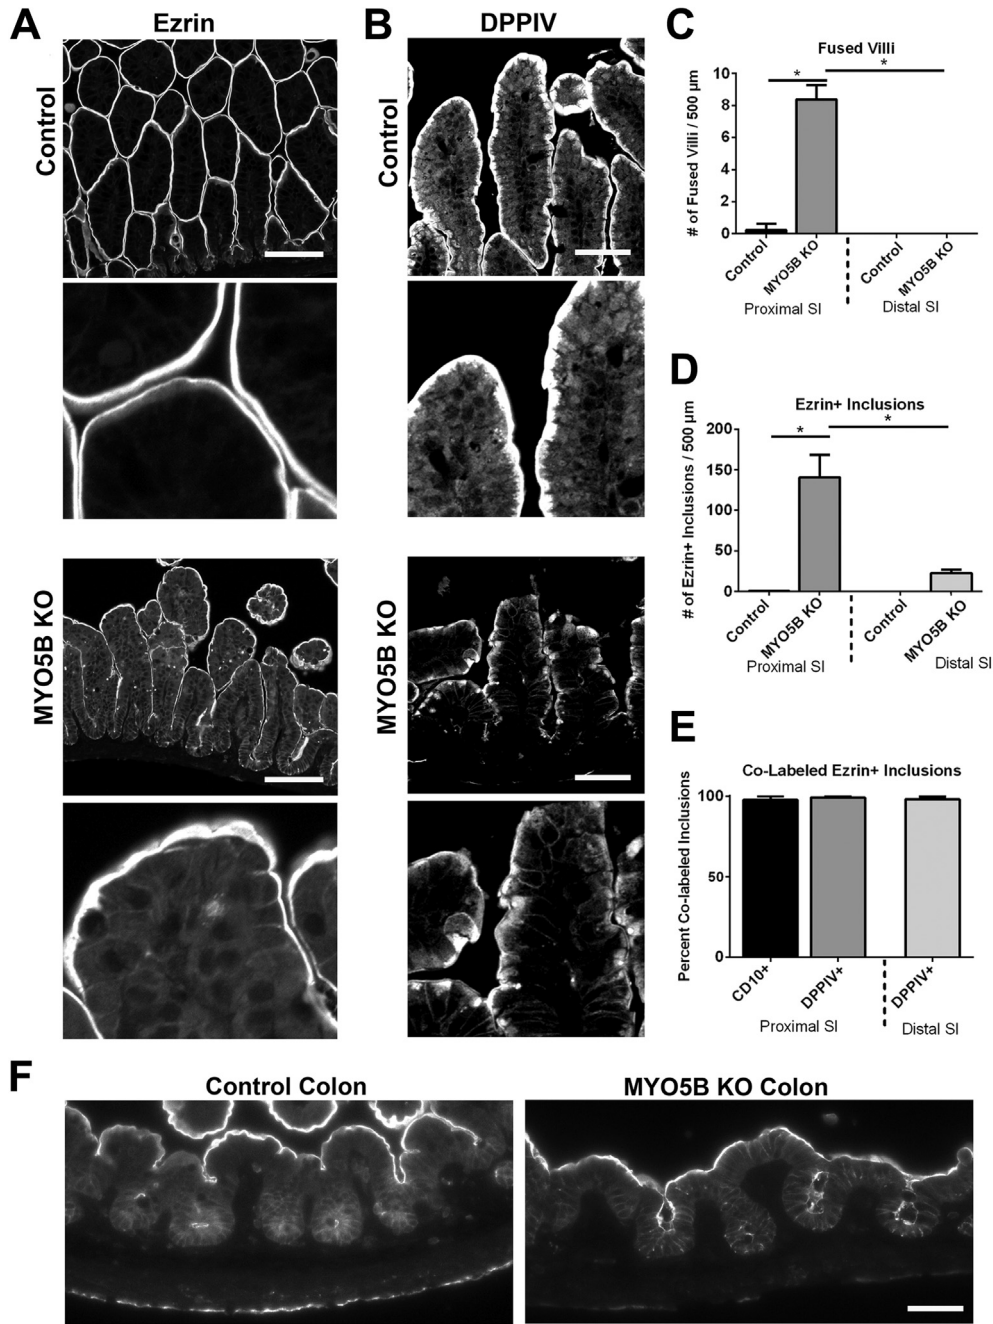 A
Ezrin
Control
MYO5B KO
B
DPPIV
Control
MYO5B KO
C
Fused Villi
# of Fused Villi / 500 µm
10
8
6
4
2
0
*
*
Control
MYO5B KO
Control
MYO5B KO
Proximal SI
Distal SI
D
Ezrin+ Inclusions
# of Ezrin+ Inclusions / 500 µm
200
150
100
50
0
*
*
Control
MYO5B KO
Control
MYO5B KO
Proximal SI
Distal SI
E
Co-Labeled Ezrin+ Inclusions
Percent Co-labeled Inclusions
100
50
0
CD10+
DPPIV+
DPPIV+
Proximal SI
Distal SI
F
Control Colon
MYO5B KO Colon